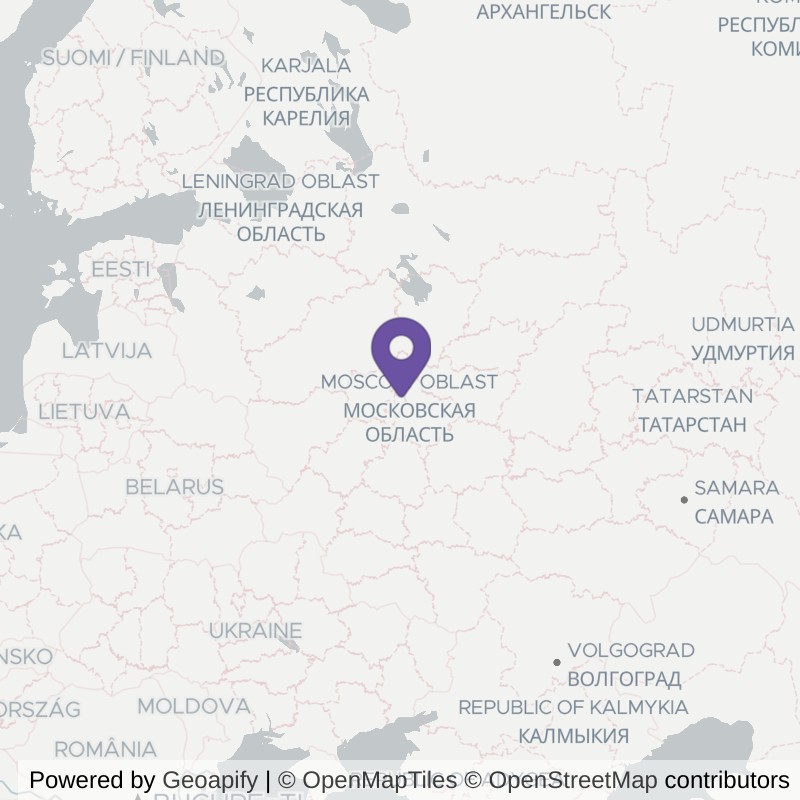 АРХАНГЕЛЬСК
РЕСПУБЛ
КОМИ
SUOMI / FINLAND
KARJALA
РЕСПУБЛИКА
КАРЕЛИЯ
LENINGRAD OBLAST
ЛЕНИНГРАДСКАЯ
ОБЛАСТЬ
EESTI
LATVIJA
UDMURTIA
УДМУРТИЯ
MOSCO OBLAST
МОСКОВСКАЯ
ОБЛАСТЬ
LIETUVA
TATARSTAN
ТАТАРСТАН
BELARUS
SAMARA
САМАРА
KA
UKRAINE
NSKO
VOLGOGRAD
ВОЛГОГРАД
ORSZÁG
MOLDOVA
REPUBLIC OF KALMYKIA
КАЛМЫКИЯ
ROMÂNIA
Powered by Geoapify | © OpenMapTiles © OpenStreetMap contributors